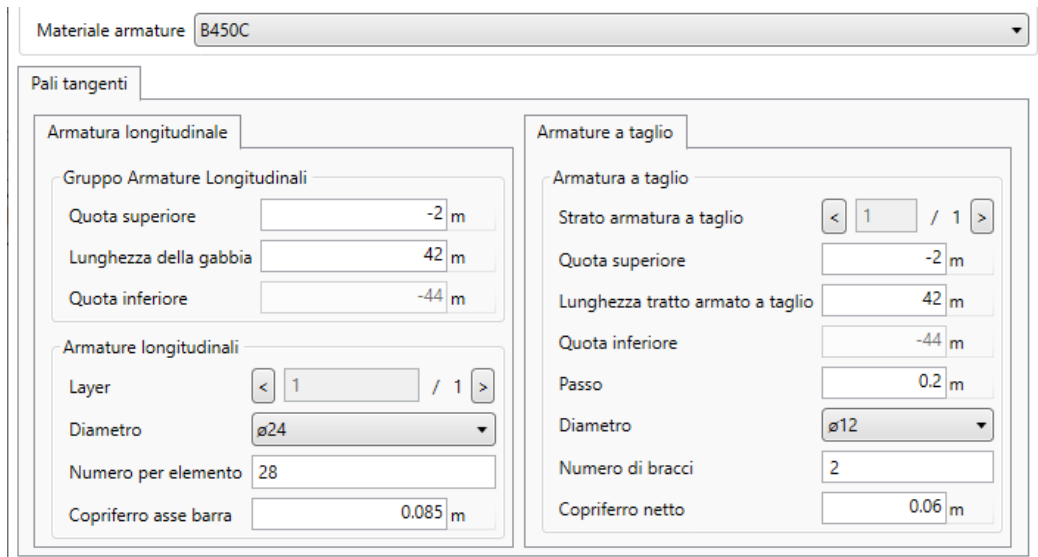 Materiale armature B450C
Pali tangenti
Armatura longitudinale
Gruppo Armature Longitudinali
Quota superiore -2 m
Lunghezza della gabbia 42 m
Quota inferiore -44 m
Armature longitudinali
Layer < 1 / 1 >
Diametro ø24
Numero per elemento 28
Copriferro asse barra 0.085 m
Armature a taglio
Armatura a taglio
Strato armatura a taglio < 1 / 1 >
Quota superiore -2 m
Lunghezza tratto armato a taglio 42 m
Quota inferiore -44 m
Passo 0.2 m
Diametro ø12
Numero di bracci 2
Copriferro netto 0.06 m